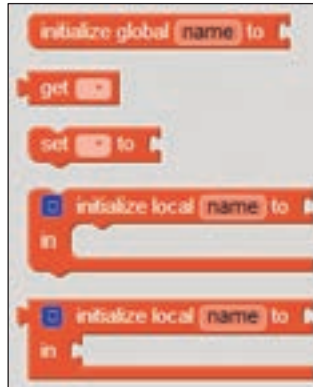 initialize global name to
get
set to
initialize local name to
in
initialize local name to
in